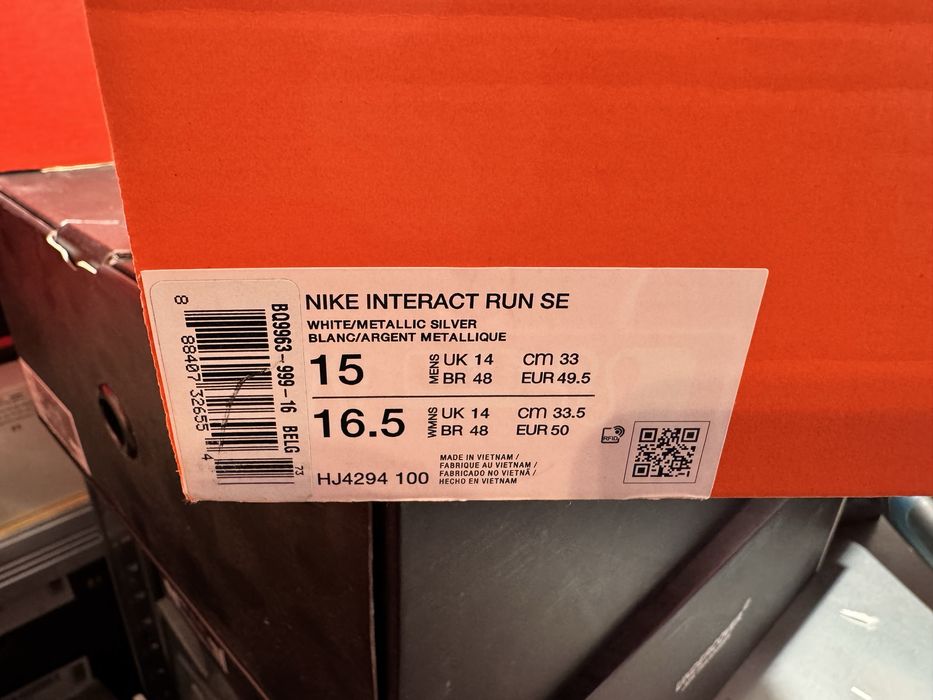 NIKE INTERACT RUN SE
WHITE/METALLIC SILVER
BLANC/ARGENT METALLIQUE
15 MENS UK 14 CM 33
BR 48 EUR 49.5
16.5 WMNS UK 14 CM 33.5
BR 48 EUR 50
HJ4294 100
MADE IN VIETNAM /
FABRIQUE AU VIETNAM /
FABRICADO NO VIETNÃ /
HECHO EN VIETNAM
RFID
BQ9963-999-16 BELG
8 88407 32655 4
73